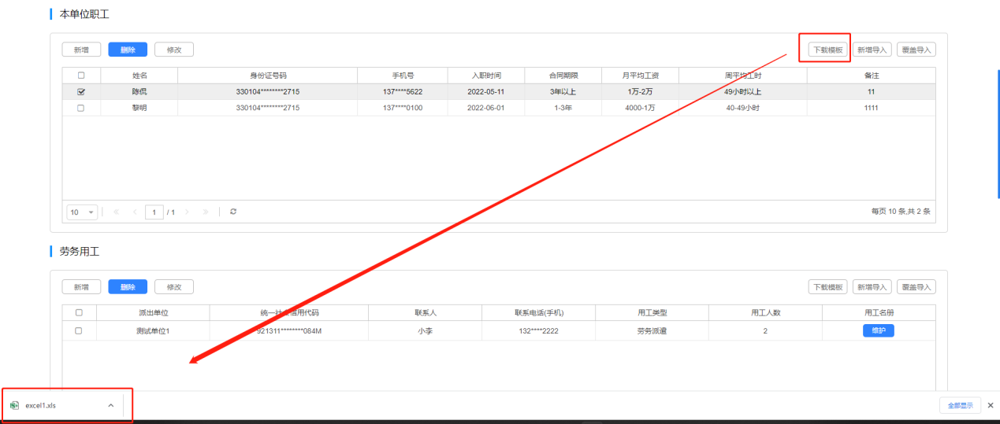 本单位职工
新增 删除 修改 下载模板 新增导入 覆盖导入
姓名 身份证号码 手机号 入职时间 合同期限 月平均工资 周平均工时 备注
陈侃 330104********2715 137****5622 2022-05-11 3年以上 1万-2万 49小时以上 11
黎明 330104********2715 137****0100 2022-06-01 1-3年 4000-1万 40-49小时 1111
10 1 / 1 每页 10 条,共 2 条
劳务用工
新增 删除 修改 下载模板 新增导入 覆盖导入
派出单位 统一社会信用代码 联系人 联系电话(手机) 用工类型 用工人数 用工名册
测试单位1 921311********084M 小李 132****2222 劳务派遣 2 维护
excel1.xls 全部显示